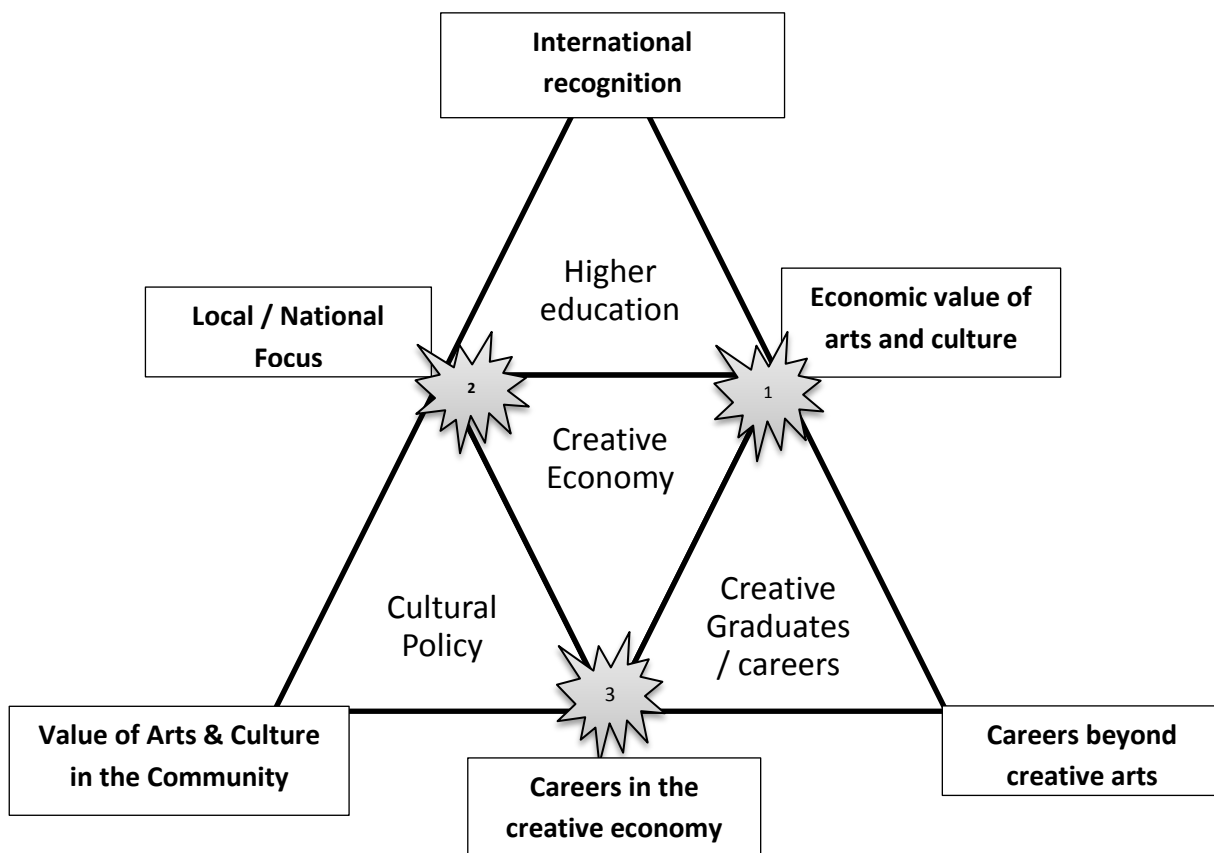 International
recognition
Higher
education
Local / National
Focus
Economic value of
arts and culture
2
1
Creative
Economy
Cultural
Policy
Creative
Graduates
/ careers
3
Value of Arts & Culture
in the Community
Careers in the
creative economy
Careers beyond
creative arts